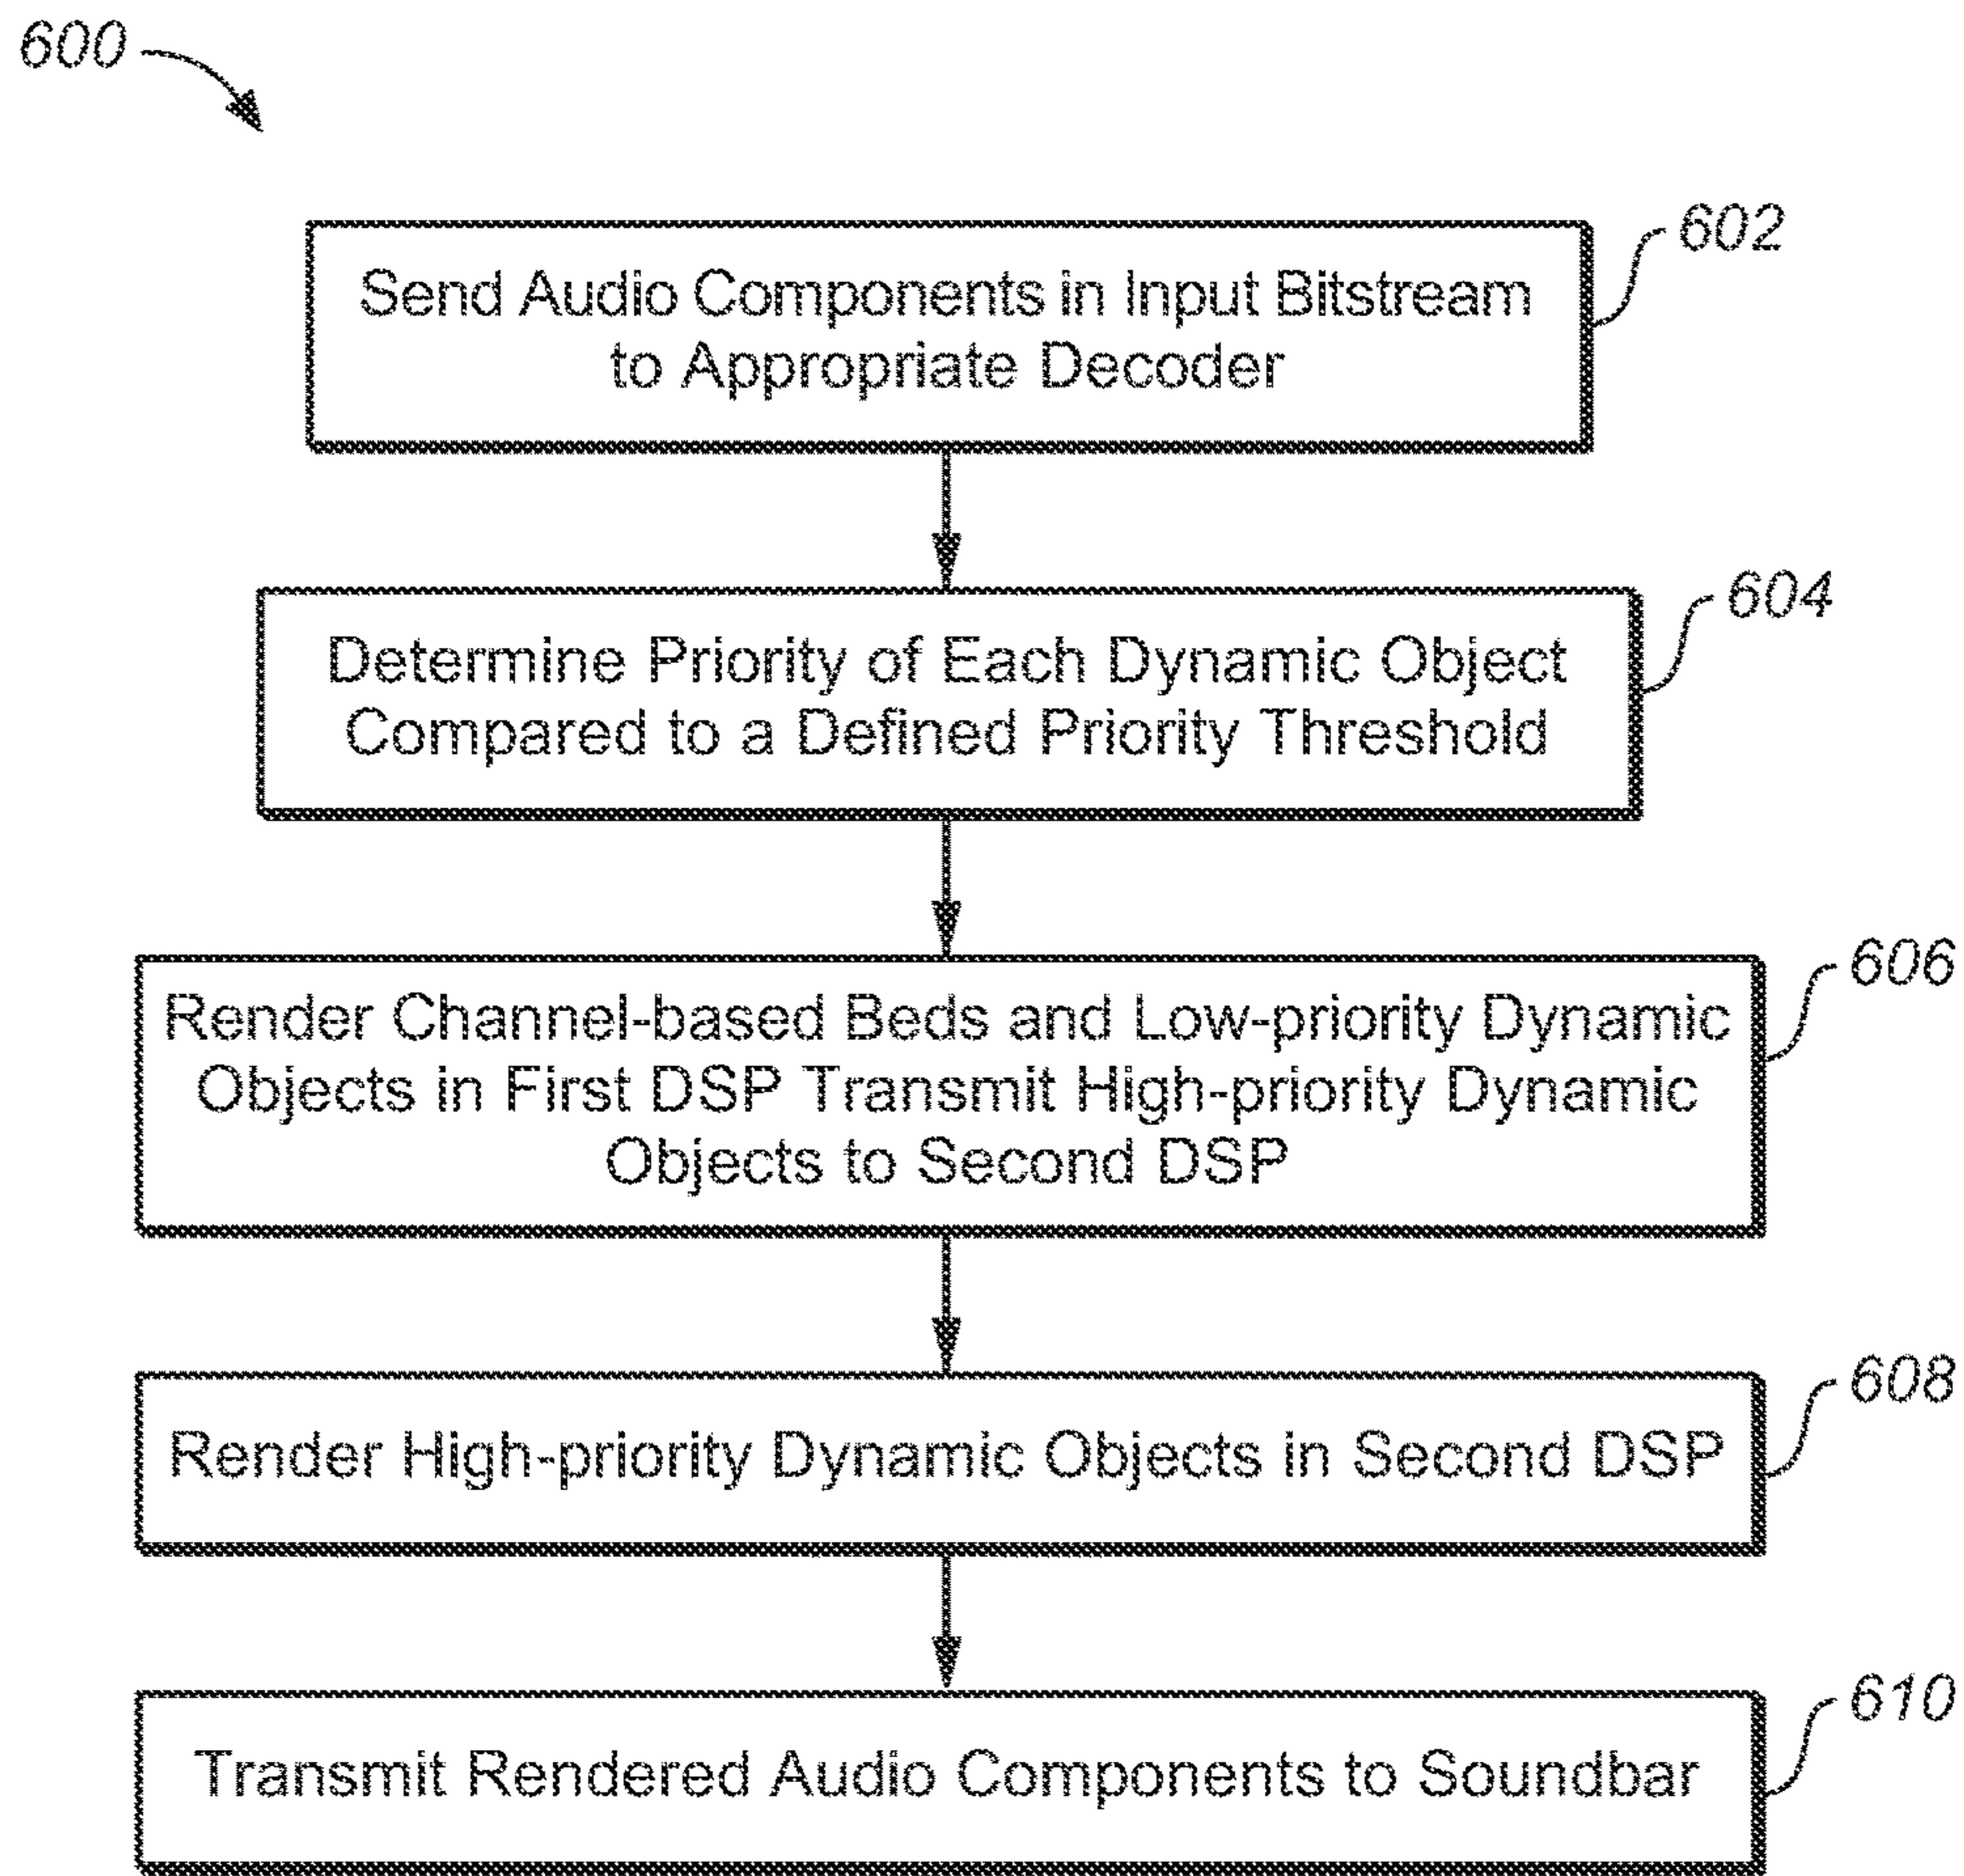 600
602
Send Audio Components in Input Bitstream
to Appropriate Decoder
604
Determine Priority of Each Dynamic Object
Compared to a Defined Priority Threshold
606
Render Channel-based Beds and Low-priority Dynamic
Objects in First DSP Transmit High-priority Dynamic
Objects to Second DSP
608
Render High-priority Dynamic Objects in Second DSP
610
Transmit Rendered Audio Components to Soundbar